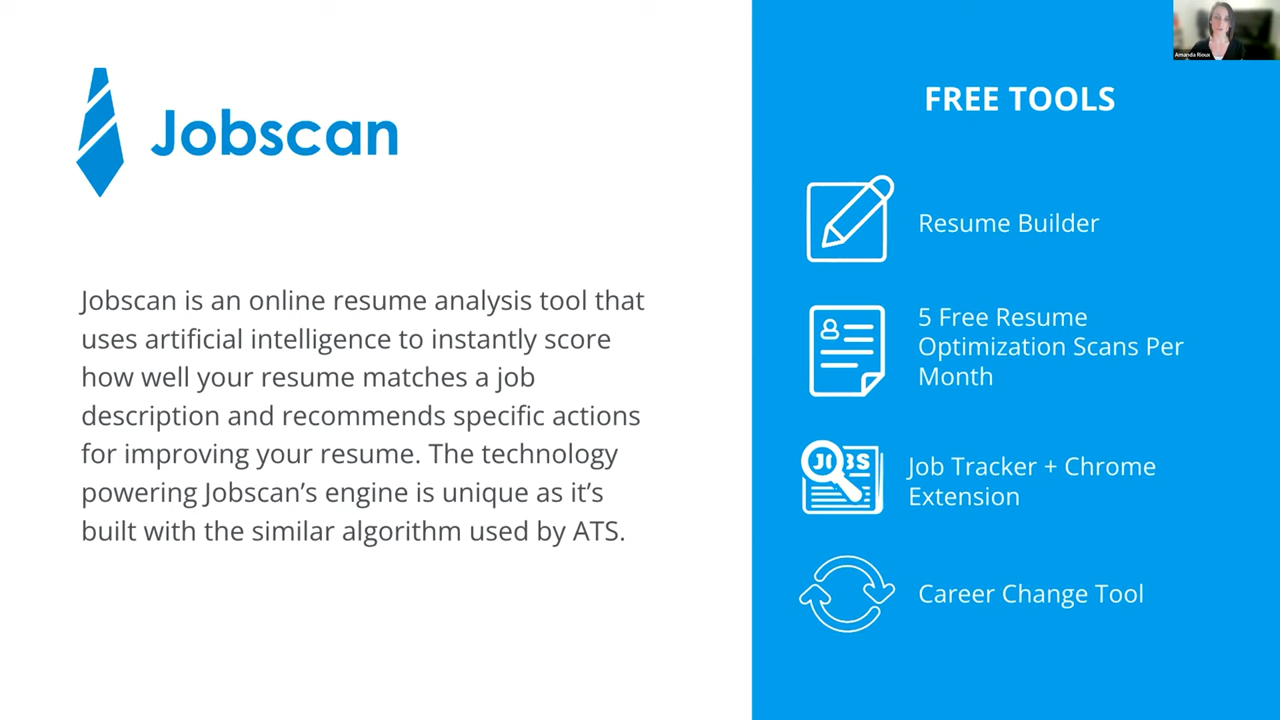 Jobscan
Jobscan is an online resume analysis tool that
uses artificial intelligence to instantly score
how well your resume matches a job
description and recommends specific actions
for improving your resume. The technology
powering Jobscan’s engine is unique as it’s
built with the similar algorithm used by ATS.
FREE TOOLS
Resume Builder
5 Free Resume
Optimization Scans Per
Month
JOBS
Job Tracker + Chrome
Extension
Career Change Tool
Amanda Rioux